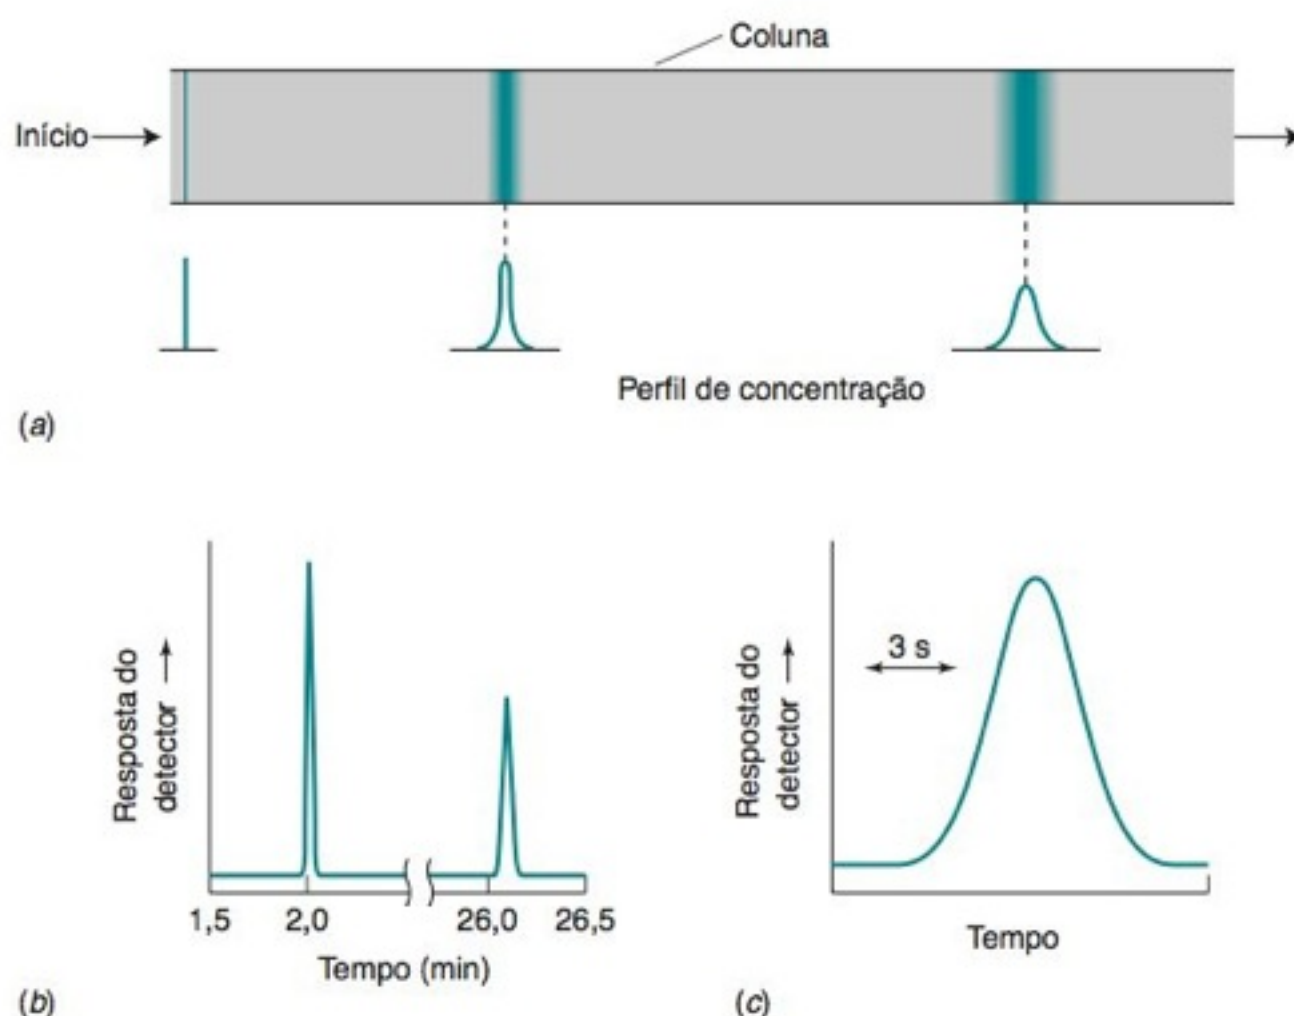 Coluna
Início
Perfil de concentração
(a)
Resposta do
detector
1,5
2,0
26,0
26,5
Tempo (min)
(b)
Resposta do
detector
3 s
Tempo
(c)